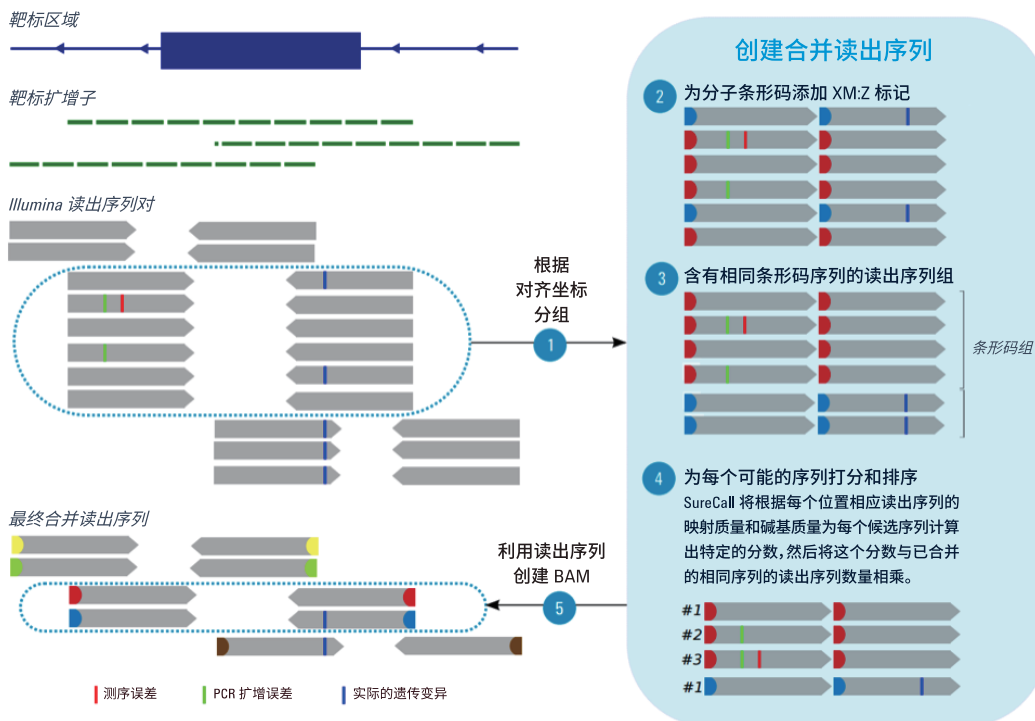 靶标区域
靶标扩增子
Illumina 读出序列对
根据
对齐坐标
分组
1
创建合并读出序列
2
为分子条形码添加 XM:Z 标记
3
含有相同条形码序列的读出序列组
条形码组
4
为每个可能的序列打分和排序
SureCall 将根据每个位置相应读出序列的
映射质量和碱基质量为每个候选序列计算
出特定的分数,然后将这个分数与已合并
的相同序列的读出序列数量相乘。
#1
#2
#3
#1
利用读出序列
创建 BAM
5
最终合并读出序列
测序误差
PCR 扩增误差
实际的遗传变异